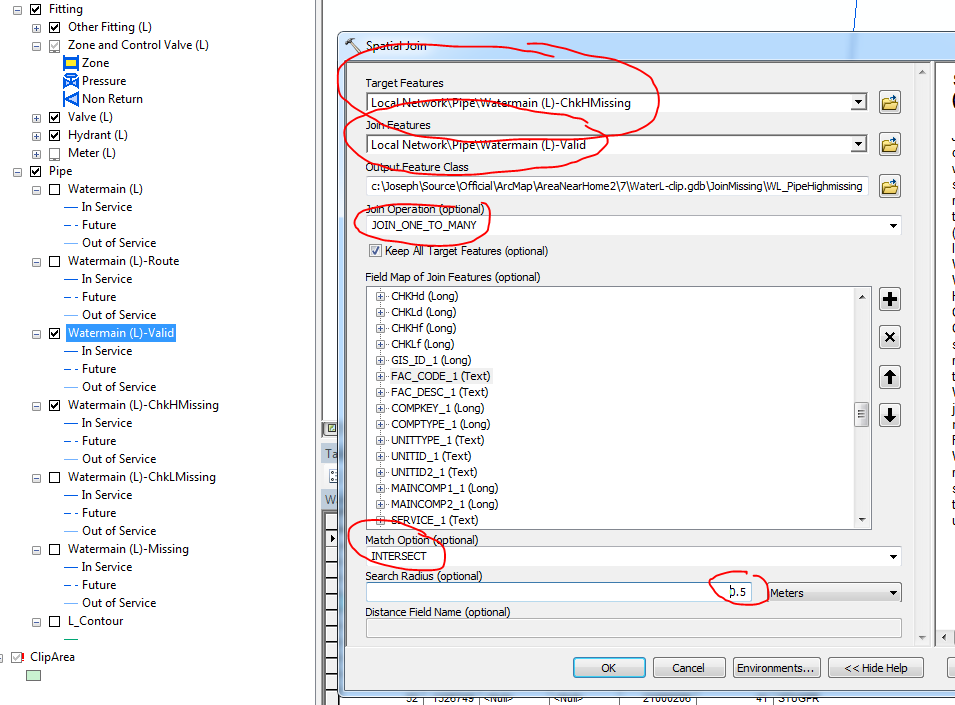 Fitting
Other Fitting (L)
Zone and Control Valve (L)
Zone
Pressure
Non Return
Valve (L)
Hydrant (L)
Meter (L)
Pipe
Watermain (L)
In Service
Future
Out of Service
Watermain (L)-Route
In Service
Future
Out of Service
Watermain (L)-Valid
In Service
Future
Out of Service
Watermain (L)-ChkHMissing
In Service
Future
Out of Service
Watermain (L)-ChkLMissing
In Service
Future
Out of Service
Watermain (L)-Missing
In Service
Future
Out of Service
L_Contour
ClipArea
Ta
W
Spatial Join
Target Features
Local Network\Pipe\Watermain (L)-ChkHMissing
Join Features
Local Network\Pipe\Watermain (L)-Valid
Output Feature Class
c:\Joseph\Source\Official\ArcMap\AreaNearHome2\7\WaterL-clip.gdb\JoinMissing\WL_PipeHighmissing
Join Operation (optional)
JOIN_ONE_TO_MANY
Keep All Target Features (optional)
Field Map of Join Features (optional)
CHKHd (Long)
CHKLd (Long)
CHKHf (Long)
CHKLf (Long)
GIS_ID_1 (Long)
FAC_CODE_1 (Text)
FAC_DESC_1 (Text)
COMPKEY_1 (Long)
COMPTYPE_1 (Long)
UNITTYPE_1 (Text)
UNITID_1 (Text)
UNITID2_1 (Text)
MAINCOMP1_1 (Long)
MAINCOMP2_1 (Long)
SERVICE_1 (Text)
Match Option (optional)
INTERSECT
Search Radius (optional)
0.5 Meters
Distance Field Name (optional)
OK Cancel Environments... << Hide Help